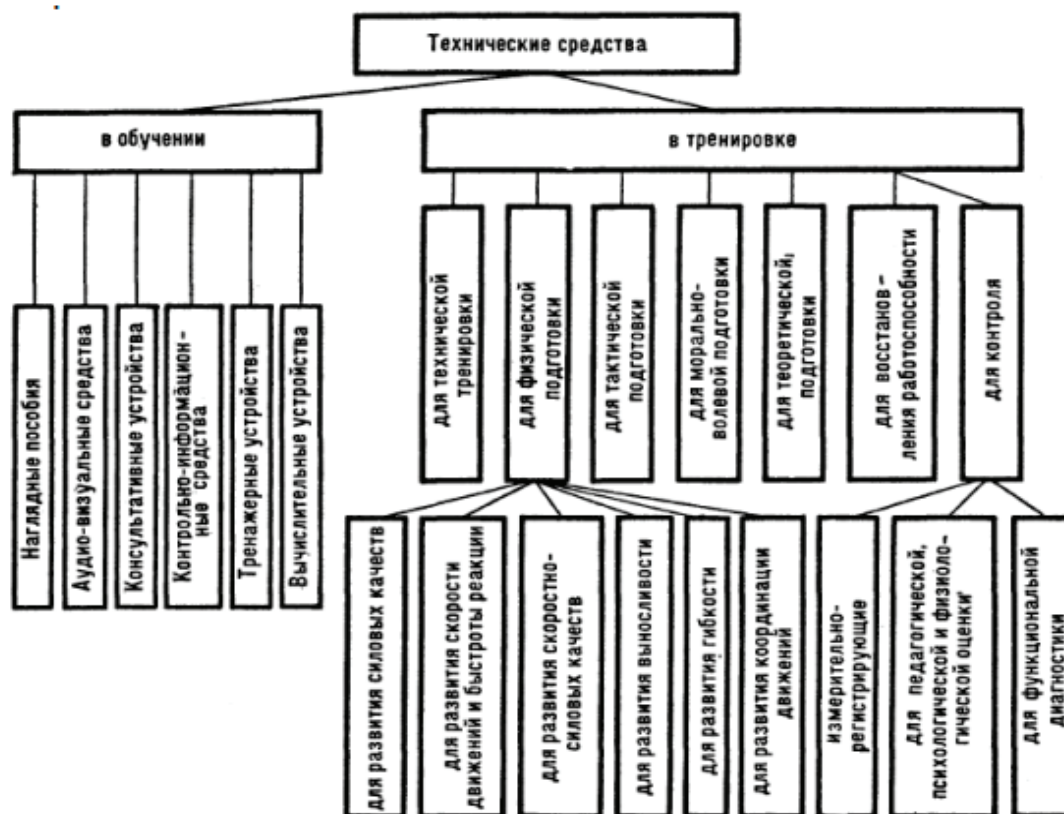 Технические средства
в обучении
в тренировке
Наглядные пособия
Аудио-визуальные средства
Консультативные устройства
Контрольно-информацион-
ные средства
Тренажерные устройства
Вычислительные устройства
для технической
тренировки
для физической
подготовки
для тактической
подготовки
для морально-
волевой подготовки
для теоретической,
подготовки
для восстанов-
ления работоспособности
для контроля
для развития силовых качеств
для развития скорости
движений и быстроты реакции
для развития скоростно-
силовых качеств
для развития выносливости
для развития гибкости
для развития координации
движений
измерительно-
регистрирующие
для педагогической,
психологической и физиоло-
гической оценки
для функциональной
диагностики